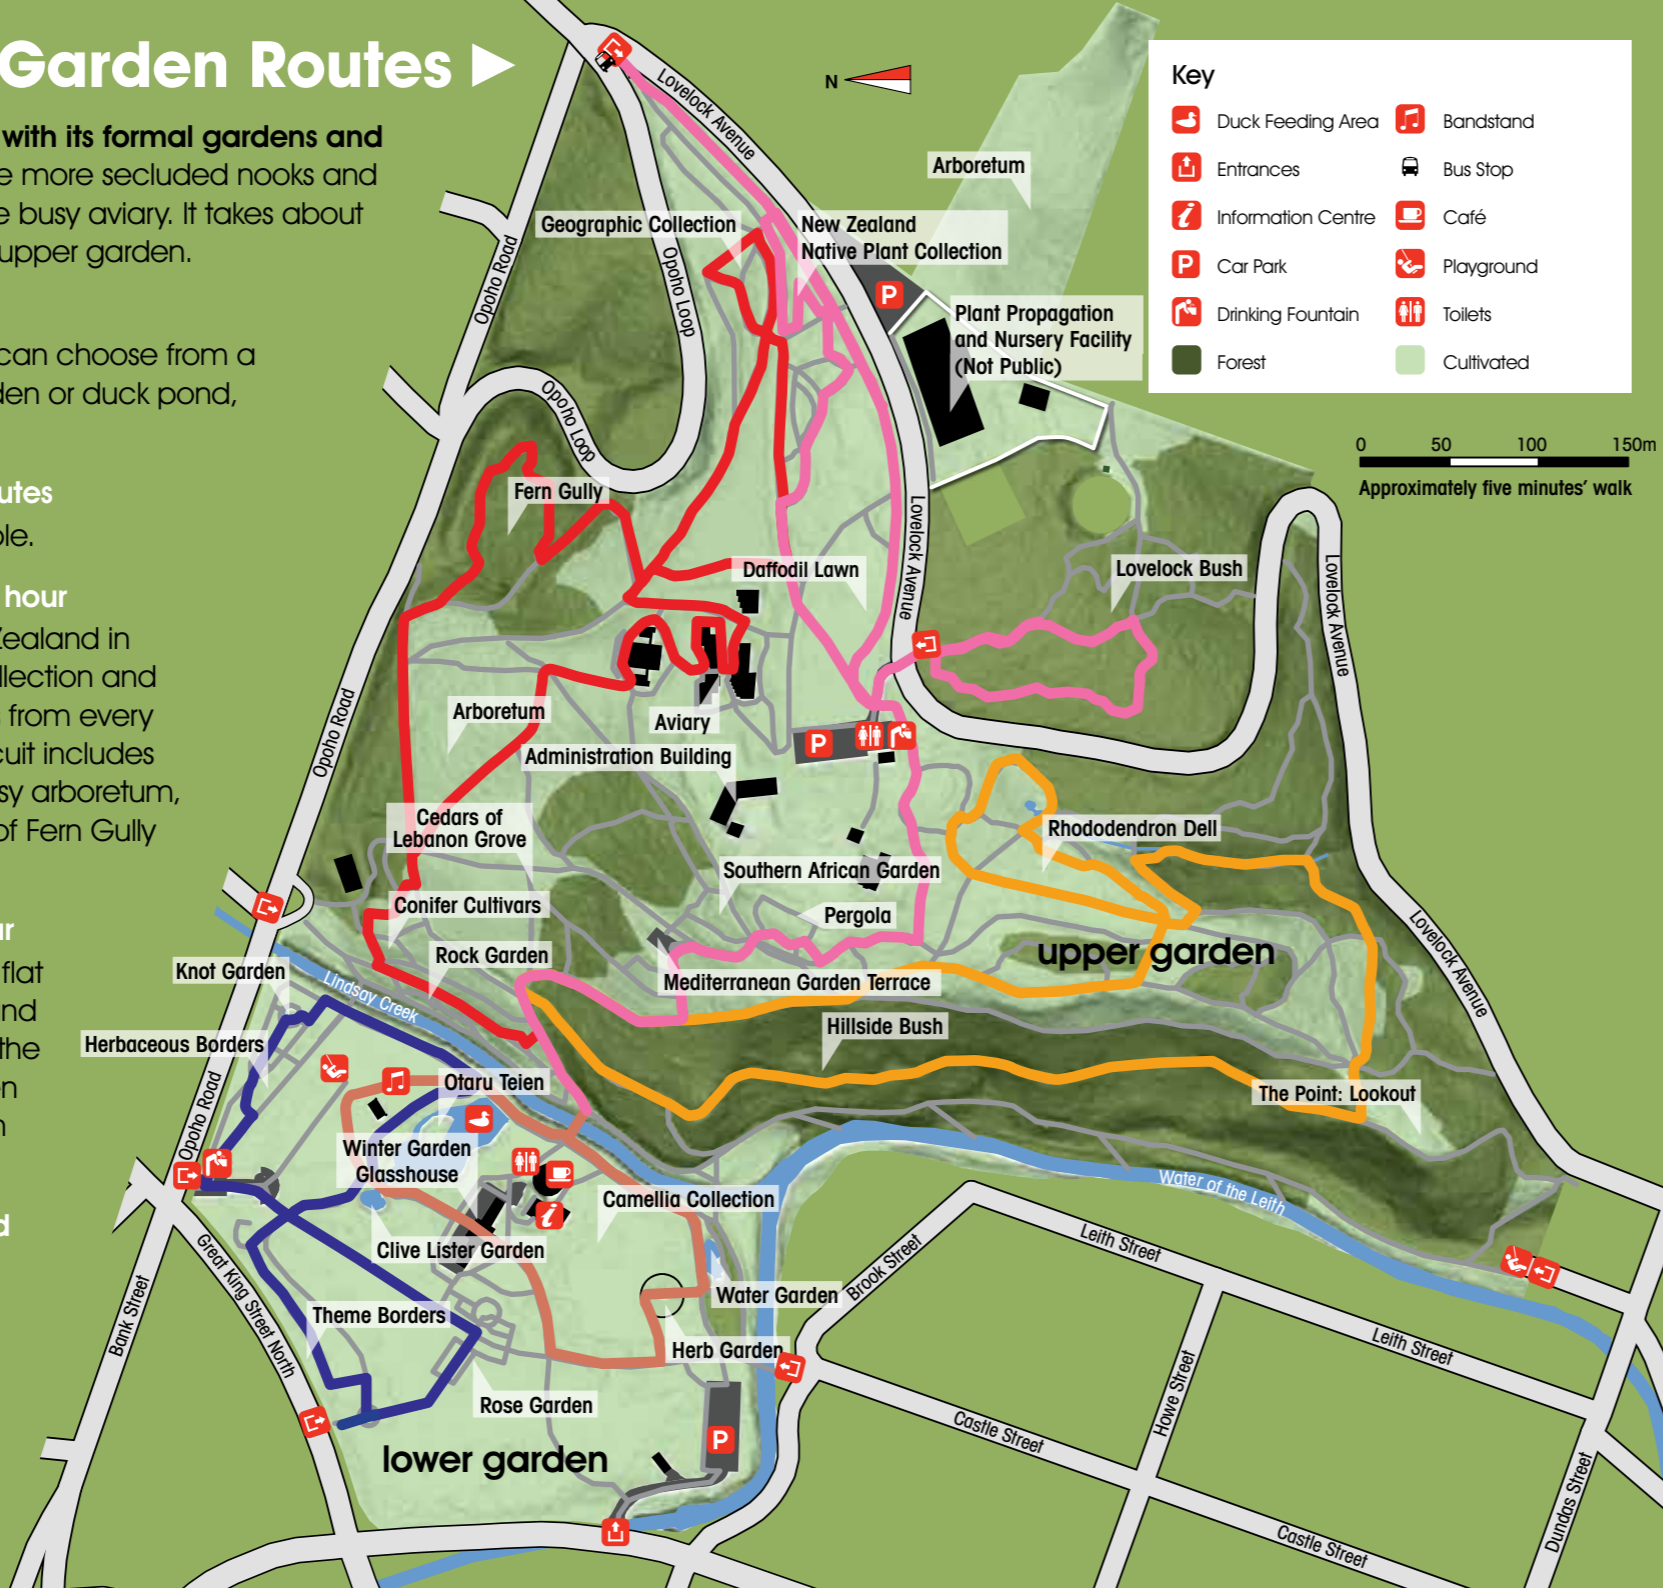 Garden Routes
with its formal gardens and
e more secluded nooks and
e busy aviary. It takes about
upper garden.
can choose from a
den or duck pond,
utes
ole.
hour
Zealand in
llection and
s from every
cuit includes
sy arboretum,
of Fern Gully
ur
flat
nd
the
en
n
d
N
Key
Duck Feeding Area
Bandstand
Entrances
Bus Stop
Information Centre
Café
P
Car Park
Playground
Drinking Fountain
Toilets
Forest
Cultivated
0 50 100 150m
Approximately five minutes' walk
Lovelock Avenue
Arboretum
Geographic Collection
New Zealand
Native Plant Collection
Opoho Road
Opoho Loop
P
Plant Propagation
and Nursery Facility
(Not Public)
Opoho Loop
Fern Gully
Lovelock Avenue
Daffodil Lawn
Lovelock Bush
Lovelock Avenue
Opoho Road
Arboretum
Aviary
Administration Building
P
Cedars of
Lebanon Grove
Rhododendron Dell
Southern African Garden
Conifer Cultivars
Pergola
Rock Garden
upper garden
Lovelock Avenue
Knot Garden
Lindsay Creek
Mediterranean Garden Terrace
Herbaceous Borders
Hillside Bush
Otaru Teien
The Point: Lookout
Opoho Road
Winter Garden
Glasshouse
Water of the Leith
Camellia Collection
i
Clive Lister Garden
Great King Street North
Leith Street
Brook Street
Water Garden
Bank Street
Theme Borders
Herb Garden
Leith Street
Howe Street
Rose Garden
Castle Street
P
lower garden
Dundas Street
Castle Street